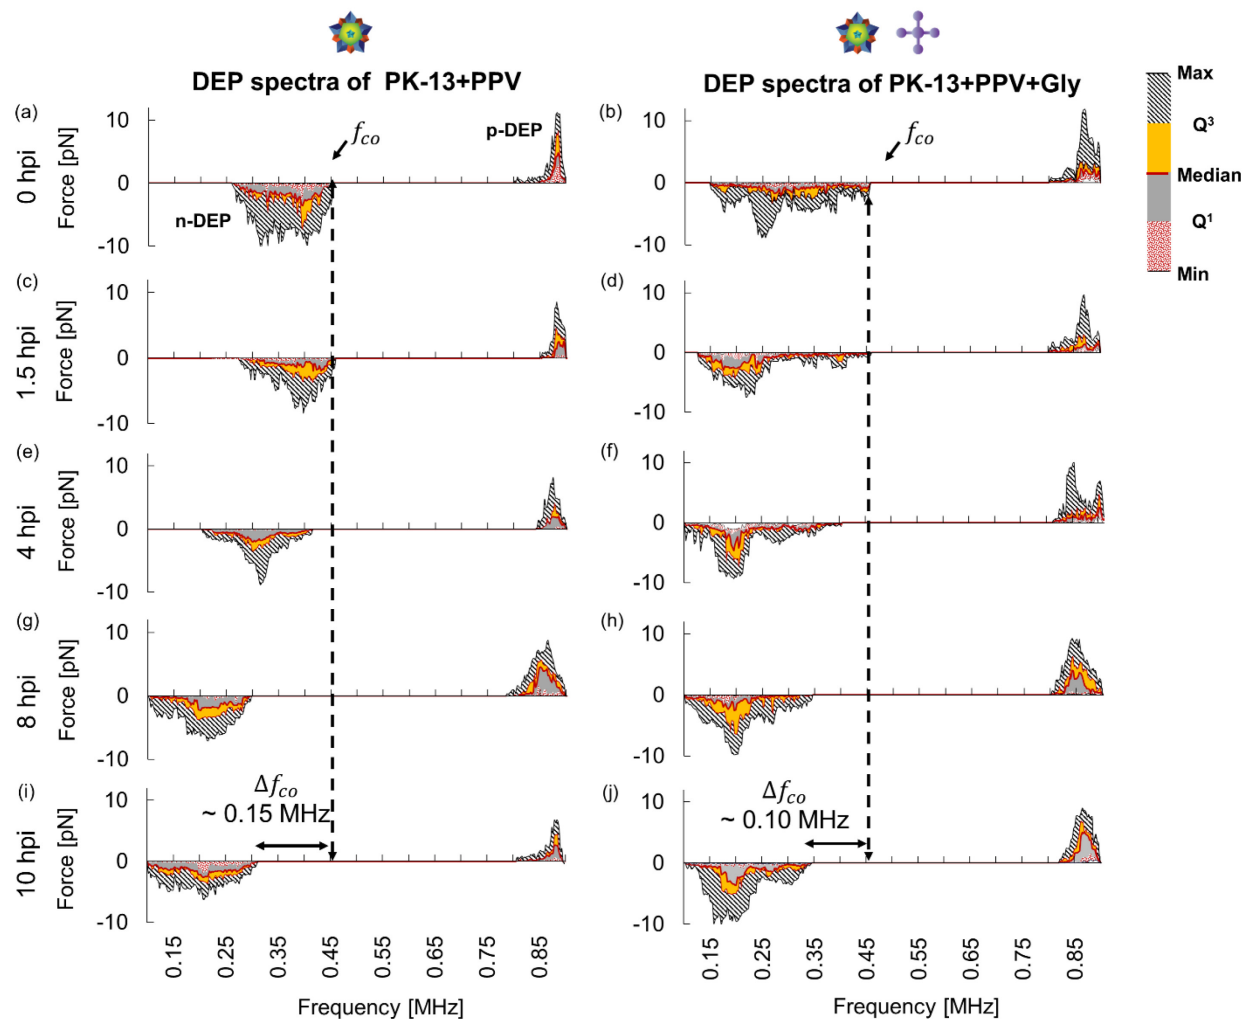 DEP spectra of PK-13+PPV
DEP spectra of PK-13+PPV+Gly
Max
Q³
Median
Q¹
Min
(a)
0 hpi
Force [pN]
10
0
-10
n-DEP
p-DEP
f_co
(b)
10
0
-10
f_co
(c)
1.5 hpi
Force [pN]
10
0
-10
(d)
10
0
-10
(e)
4 hpi
Force [pN]
10
0
-10
(f)
10
0
-10
(g)
8 hpi
Force [pN]
10
0
-10
(h)
10
0
-10
(i)
10 hpi
Force [pN]
10
0
-10
Δf_co
~ 0.15 MHz
(j)
10
0
-10
Δf_co
~ 0.10 MHz
0.15 0.25 0.35 0.45 0.55 0.65 0.75 0.85
Frequency [MHz]
0.15 0.25 0.35 0.45 0.55 0.65 0.75 0.85
Frequency [MHz]